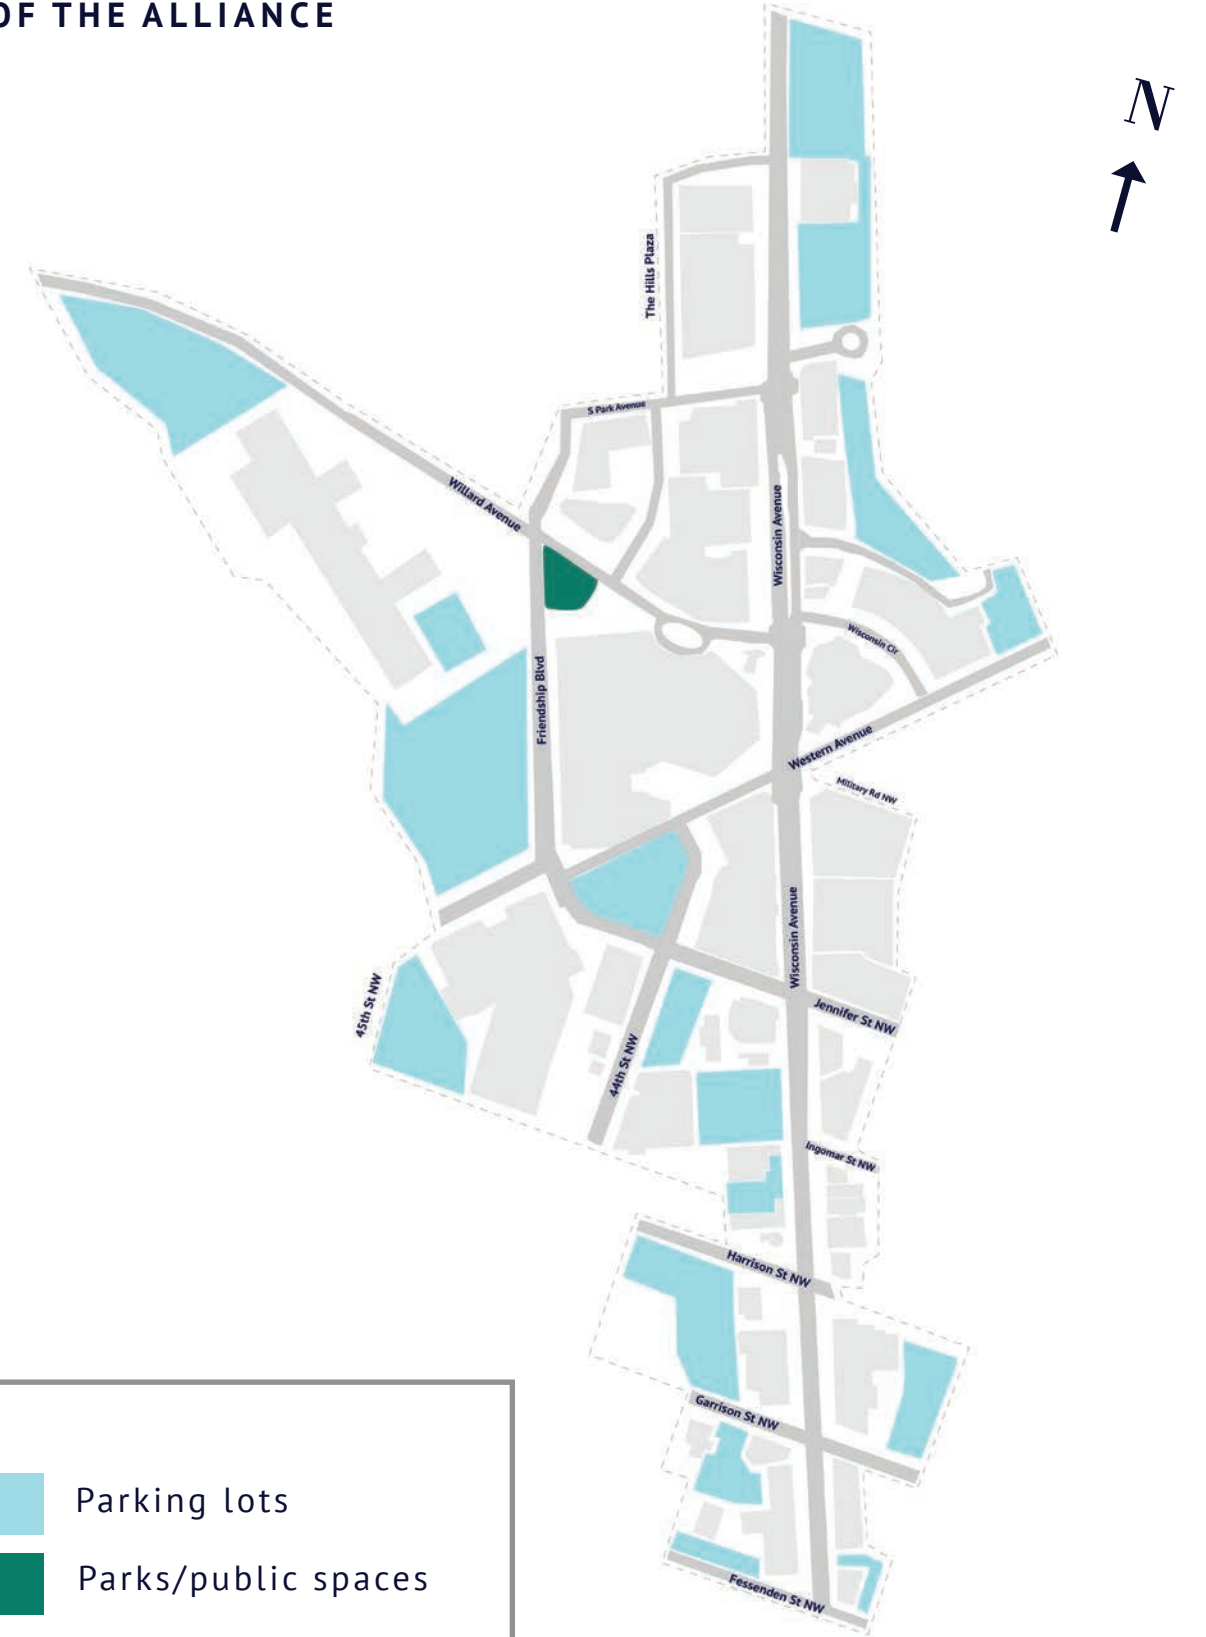 OF THE ALLIANCE
N
The Hills Plaza
S Park Avenue
Willard Avenue
Wisconsin Avenue
Wisconsin Cir
Friendship Blvd
Western Avenue
Military Rd NW
Wisconsin Avenue
45th St NW
Jennifer St NW
44th St NW
Ingomar St NW
Harrison St NW
Garrison St NW
Parking lots
Parks/public spaces
Fessenden St NW